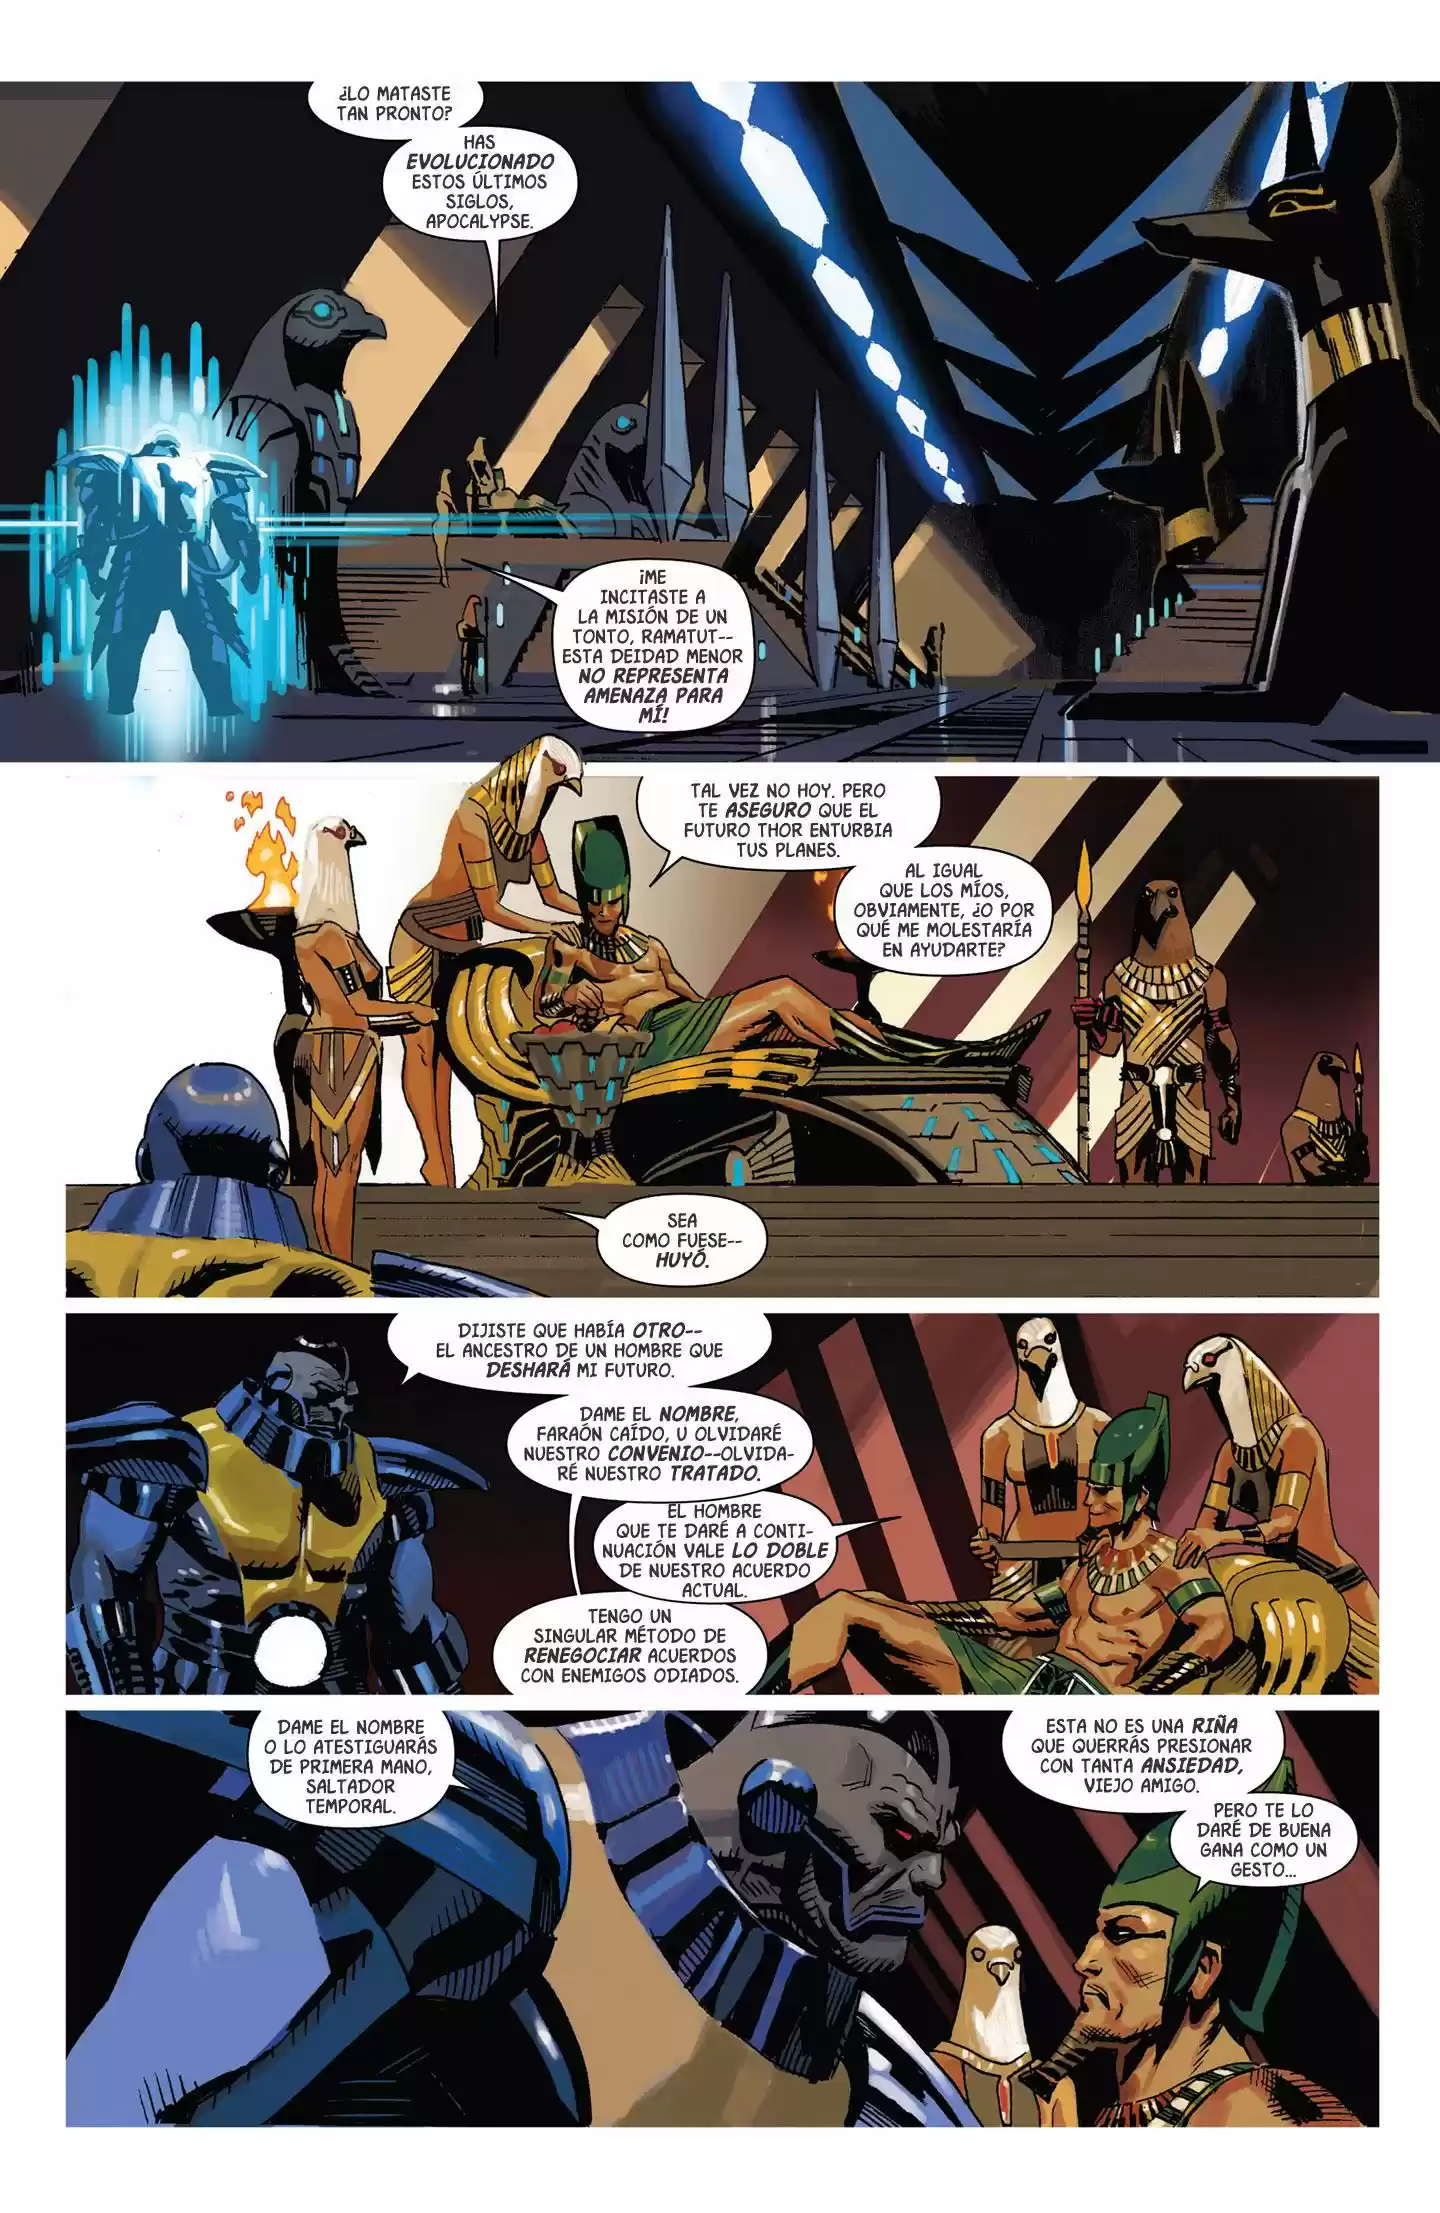 ¿LO MATASTE
TAN PRONTO?
HAS
EVOLUCIONADO
ESTOS ÚLTIMOS
SIGLOS,
APOCALYPSE.
¡ME
INCITASTE A
LA MISIÓN DE UN
TONTO, RAMATUT--
ESTA DEIDAD MENOR
NO REPRESENTA
AMENAZA PARA
MÍ!
TAL VEZ NO HOY. PERO
TE ASEGURO QUE EL
FUTURO THOR ENTURBIA
TUS PLANES.
AL IGUAL
QUE LOS MÍOS,
OBVIAMENTE, ¿O POR
QUÉ ME MOLESTARÍA
EN AYUDARTE?
SEA
COMO FUESE--
HUYÓ.
DIJISTE QUE HABÍA OTRO--
EL ANCESTRO DE UN HOMBRE QUE
DESHARÁ MI FUTURO.
DAME EL NOMBRE,
FARAÓN CAÍDO, U OLVIDARÉ
NUESTRO CONVENIO--OLVIDA-
RÉ NUESTRO TRATADO.
EL HOMBRE
QUE TE DARÉ A CONTI-
NUACIÓN VALE LO DOBLE
DE NUESTRO ACUERDO
ACTUAL.
TENGO UN
SINGULAR MÉTODO DE
RENEGOCIAR ACUERDOS
CON ENEMIGOS ODIADOS.
DAME EL NOMBRE
O LO ATESTIGUARÁS
DE PRIMERA MANO,
SALTADOR
TEMPORAL.
ESTA NO ES UNA RIÑA
QUE QUERRÁS PRESIONAR
CON TANTA ANSIEDAD,
VIEJO AMIGO.
PERO TE LO
DARÉ DE BUENA
GANA COMO UN
GESTO...